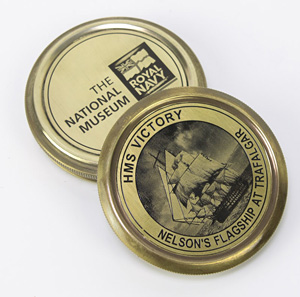 THE
NATIONAL
MUSEUM
ROYAL
NAVY
HMS VICTORY
NELSON'S FLAGSHIP AT TRAFALGAR